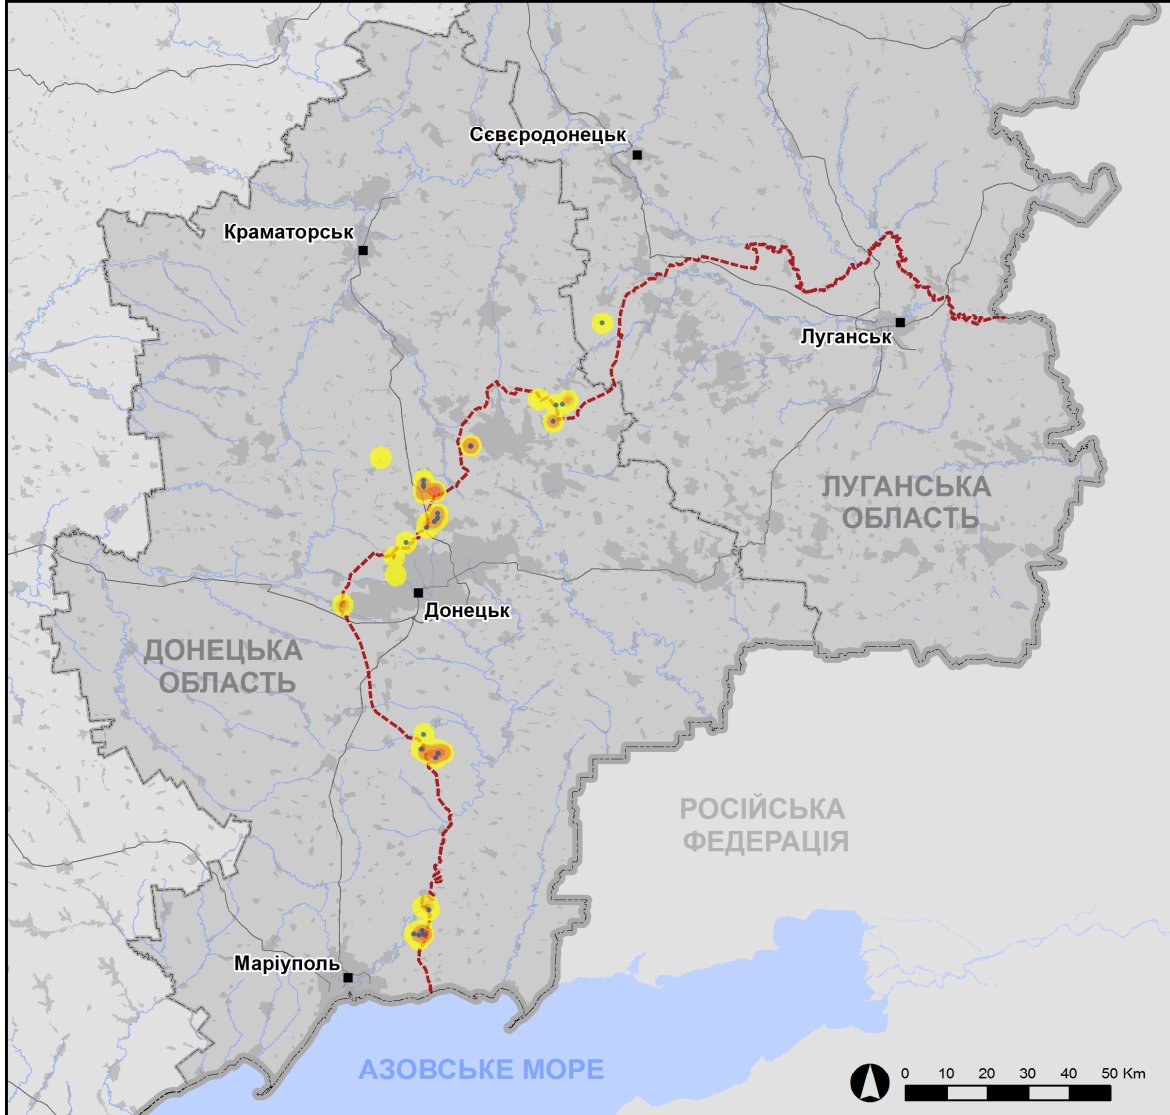 Сєвєродонецьк
Краматорськ
Луганськ
ЛУГАНСЬКА
ОБЛАСТЬ
Донецьк
ДОНЕЦЬКА
ОБЛАСТЬ
РОСІЙСЬКА
ФЕДЕРАЦІЯ
Маріуполь
АЗОВСЬКЕ МОРЕ
0 10 20 30 40 50 Km